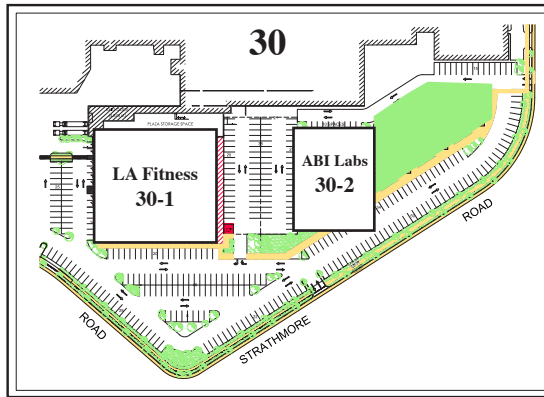 30
PLAZA STORAGE SPACE
LA Fitness
30-1
ABI Labs
30-2
ROAD
ROAD
STRATHMORE